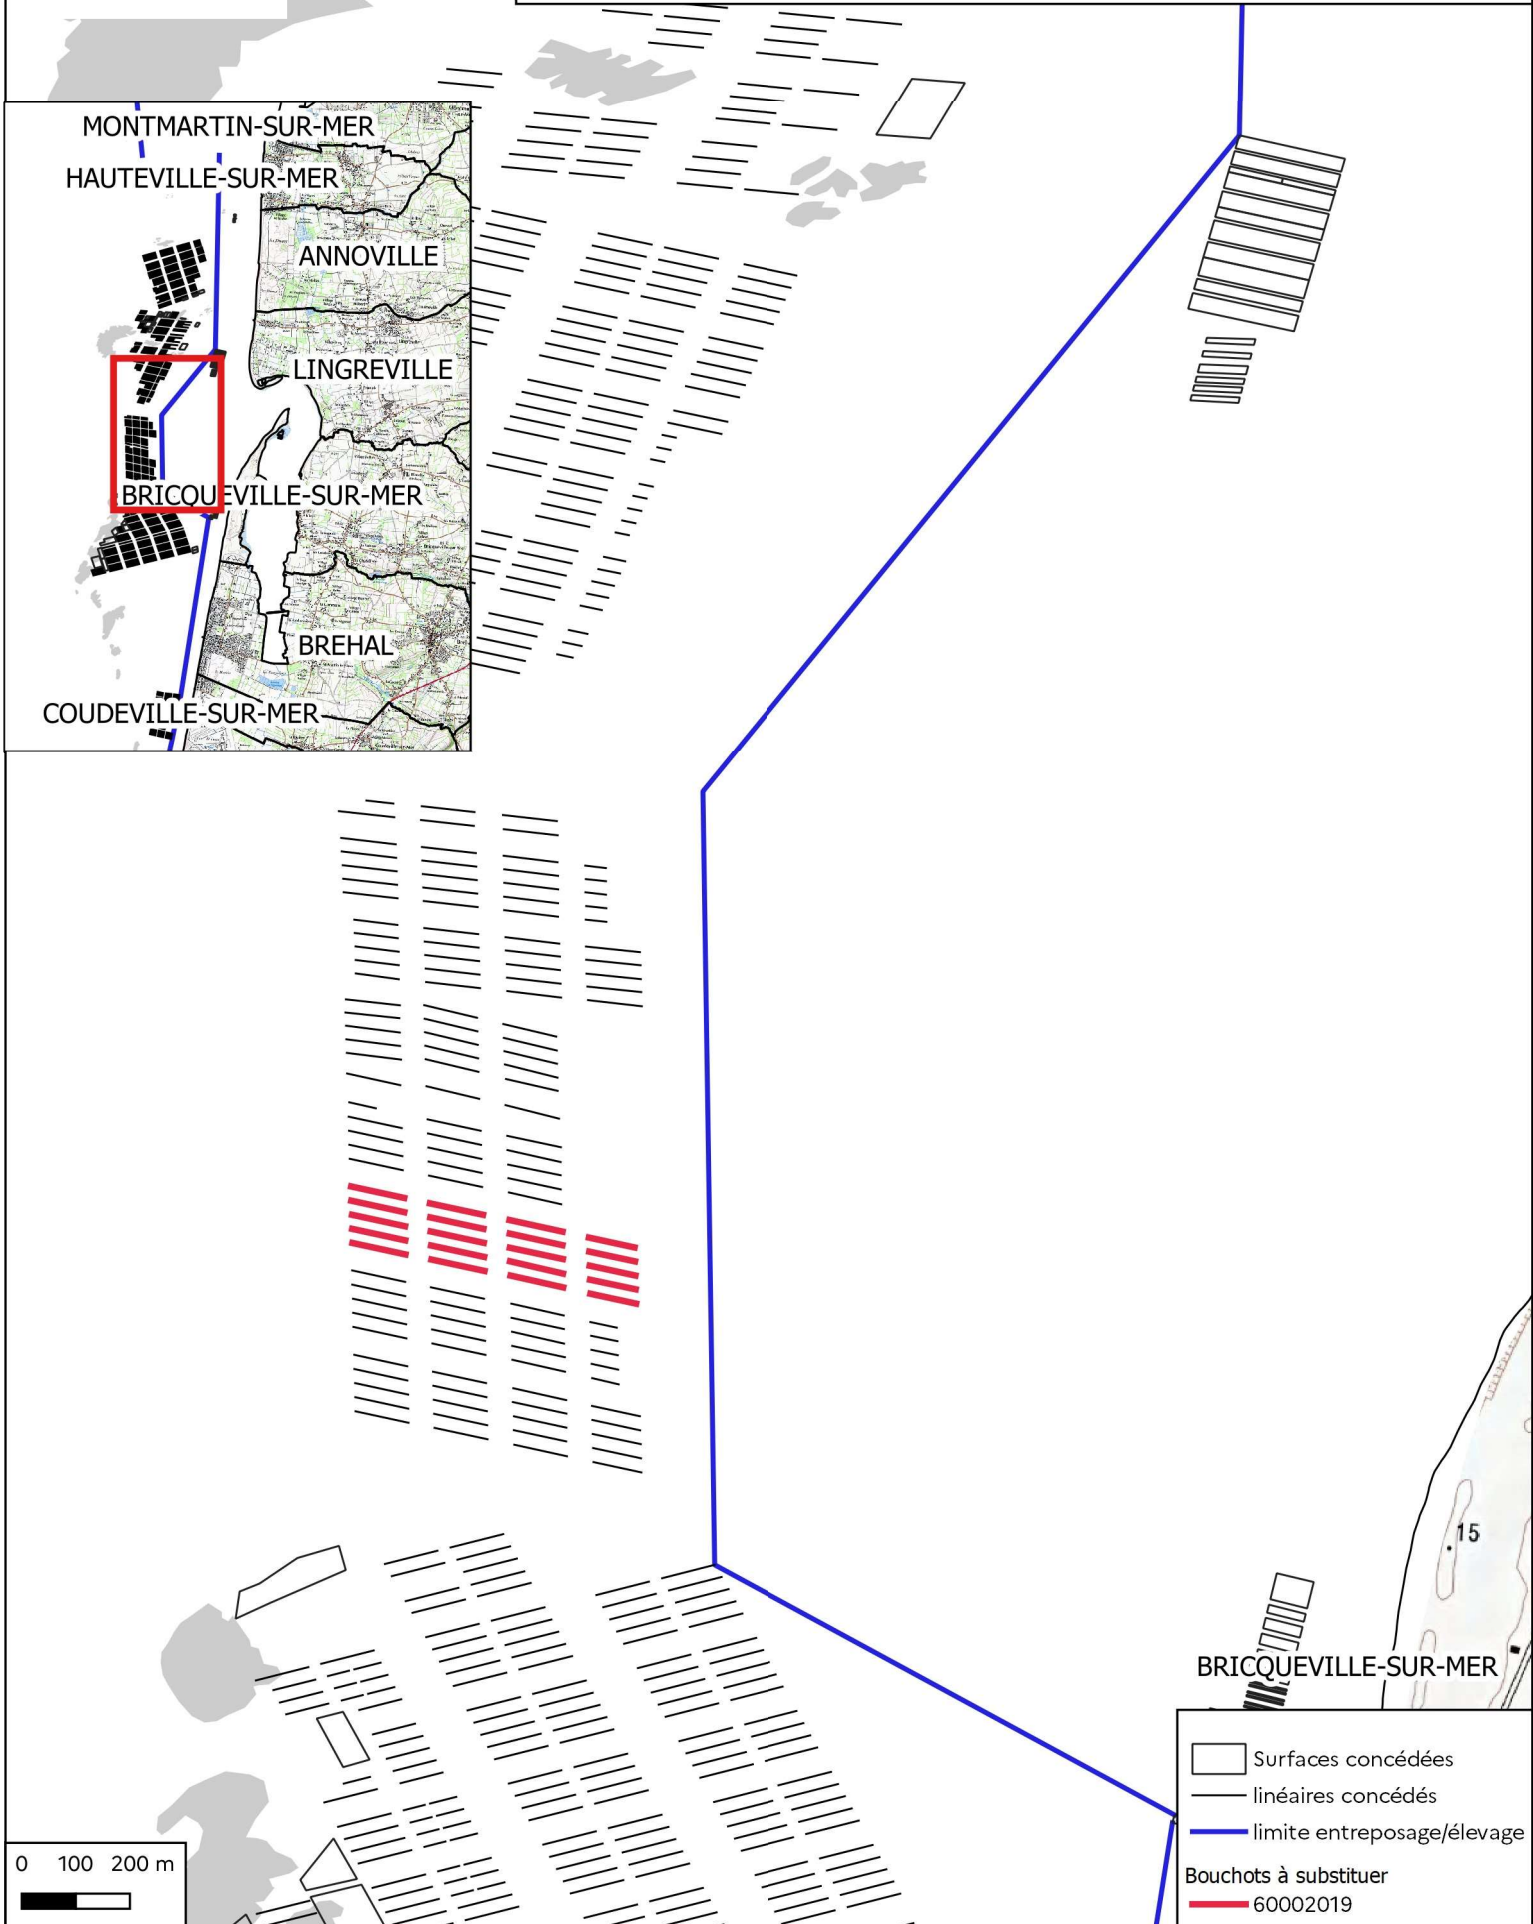 MONTMARTIN-SUR-MER
HAUTEVILLE-SUR-MER
ANNOVILLE
LINGREVILLE
BRICQUEVILLE-SUR-MER
BREHAL
COUDEVILLE-SUR-MER
15
BRICQUEVILLE-SUR-MER
Surfaces concédées
linéaires concédés
limite entreposage/élevage
Bouchots à substituer
60002019
0 100 200 m